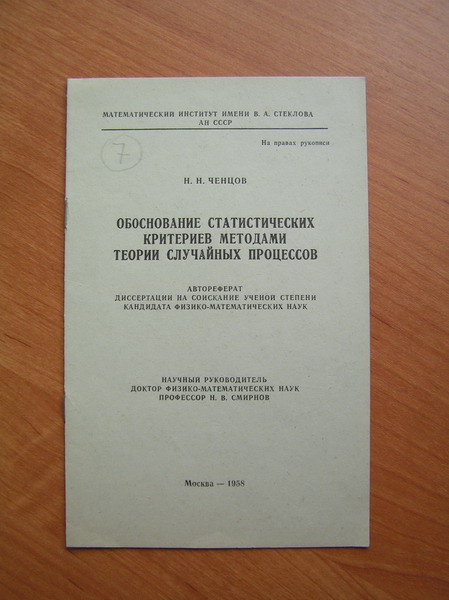 МАТЕМАТИЧЕСКИЙ ИНСТИТУТ ИМЕНИ В. А. СТЕКЛОВА
АН СССР
На правах рукописи
7
Н. Н. ЧЕНЦОВ
ОБОСНОВАНИЕ СТАТИСТИЧЕСКИХ
КРИТЕРИЕВ МЕТОДАМИ
ТЕОРИИ СЛУЧАЙНЫХ ПРОЦЕССОВ
АВТОРЕФЕРАТ
ДИССЕРТАЦИИ НА СОИСКАНИЕ УЧЕНОЙ СТЕПЕНИ
КАНДИДАТА ФИЗИКО-МАТЕМАТИЧЕСКИХ НАУК
НАУЧНЫЙ РУКОВОДИТЕЛЬ
ДОКТОР ФИЗИКО-МАТЕМАТИЧЕСКИХ НАУК
ПРОФЕССОР Н. В. СМИРНОВ
Москва — 1958